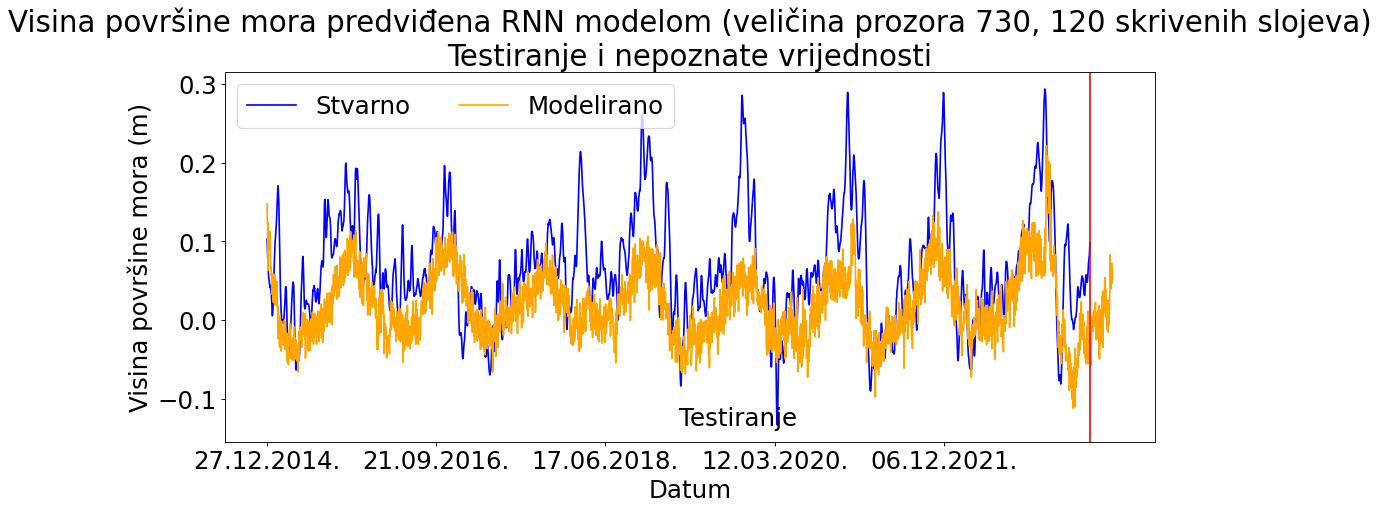 Visina površine mora predviđena RNN modelom (veličina prozora 730, 120 skrivenih slojeva)
Testiranje i nepoznate vrijednosti
Stvarno Modelirano
Visina površine mora (m)
0.3
0.2
0.1
0.0
−0.1
Testiranje
27.12.2014. 21.09.2016. 17.06.2018. 12.03.2020. 06.12.2021.
Datum